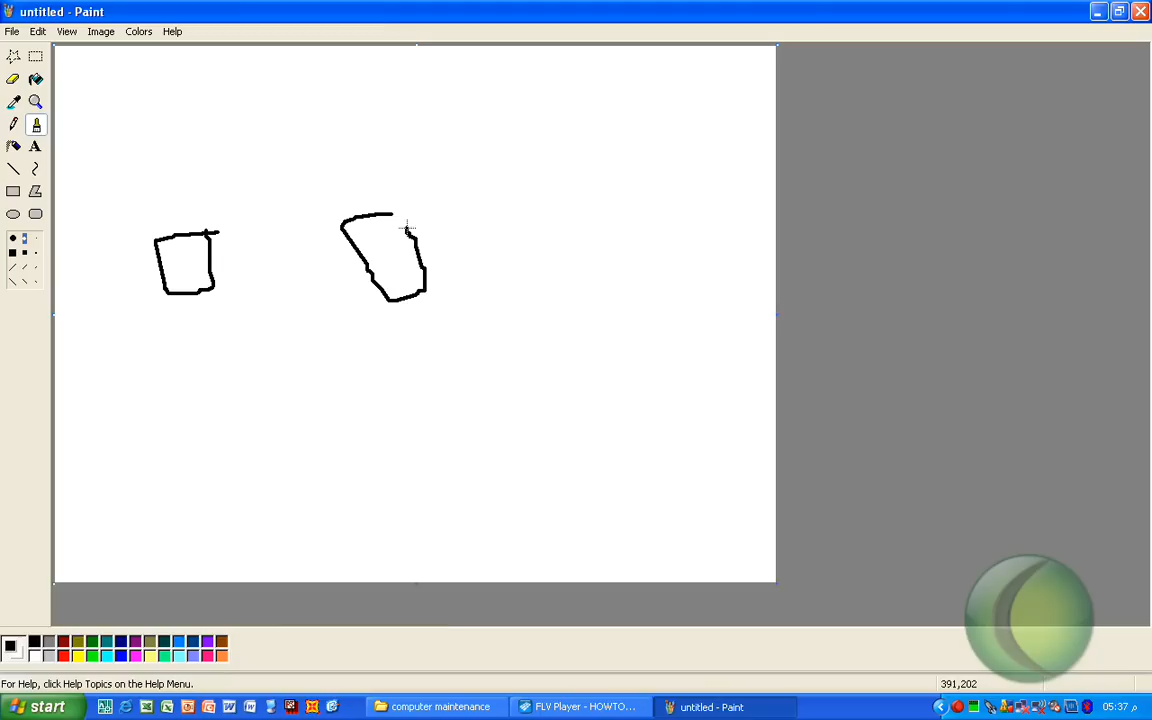 untitled - Paint
File Edit View Image Colors Help
A
For Help, click Help Topics on the Help Menu.
391,202
start
computer maintenance
FLV Player - HOWTO...
untitled - Paint
05:37 م